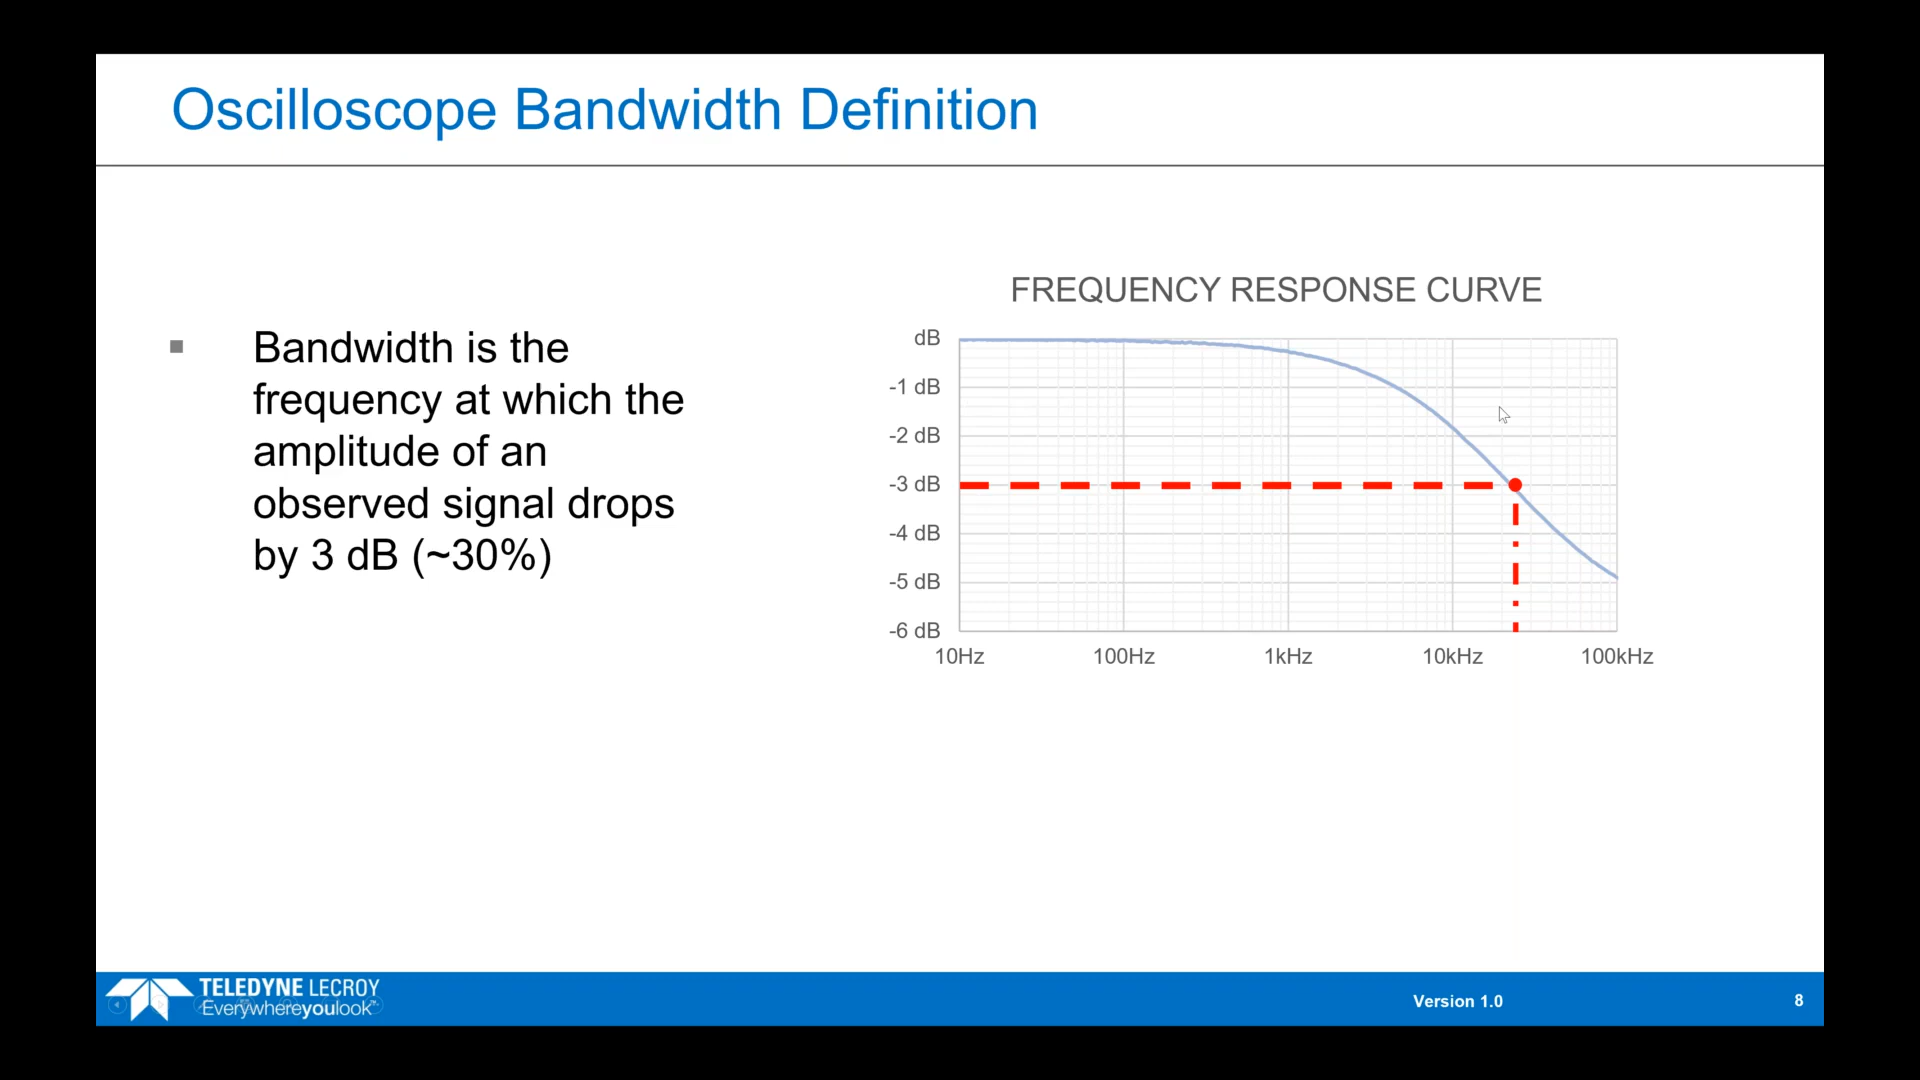 Oscilloscope Bandwidth Definition
Bandwidth is the
frequency at which the
amplitude of an
observed signal drops
by 3 dB (~30%)
FREQUENCY RESPONSE CURVE
dB
-1 dB
-2 dB
-3 dB
-4 dB
-5 dB
-6 dB
10Hz 100Hz 1kHz 10kHz 100kHz
TELEDYNE LECROY
Everywhereyoulook™
Version 1.0
8